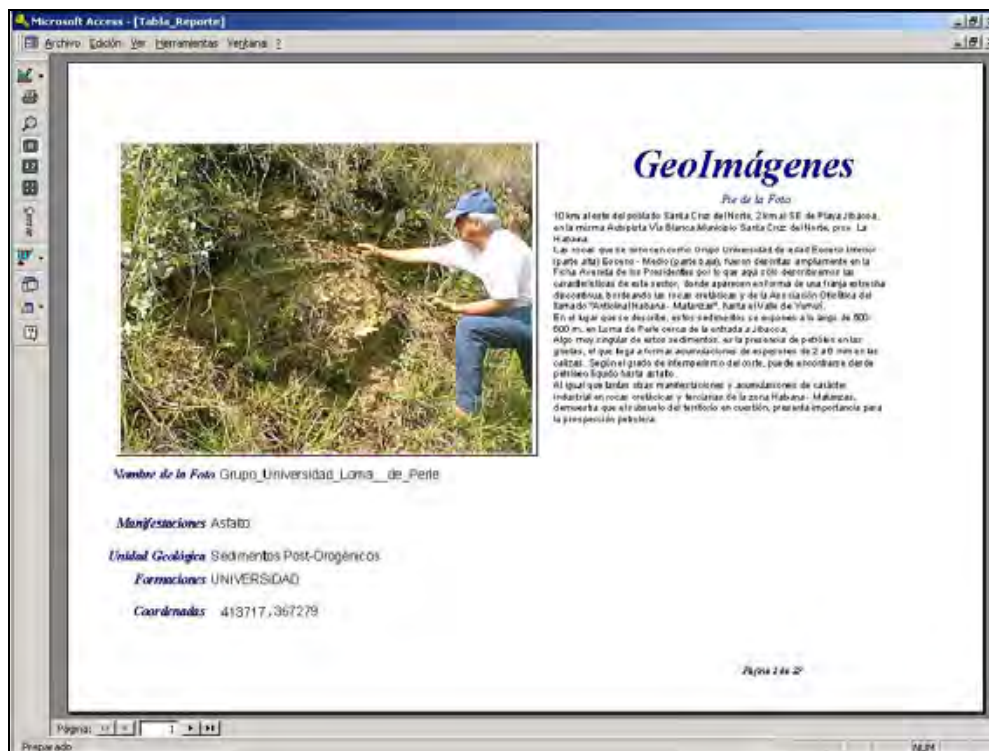 Microsoft Access - [Tabla_Reporte]
Archivo Edición Ver Herramientas Ventana ?
Cerrar
GeoImágenes
Pie de la Foto
10 km al este del poblado Santa Cruz del Norte, 2 km al SE de Playa Jibacoa,
en la misma Autopista Vía Blanca Municipio Santa Cruz del Norte, prov. La
Habana.
Las rocas que se conocen como Grupo Universidad de edad Eoceno Inferior
(parte alta) Eoceno - Medio (parte baja), fueron descritas ampliamente en la
Ficha Avenida de los Presidentes por lo que aquí sólo describiremos las
características de este sector, donde aparecen en forma de una franja estrecha
discontinua, bordeando las rocas cretácicas y de la Asociación Ofiolítica del
llamado "Anticlinal Habana - Matanzas", hasta el Valle de Yumurí.
En el lugar que se describe, estos sedimentos se exponen a lo largo de 500-
600 m, en Loma de Perle cerca de la entrada a Jibacoa.
Algo muy singular de estos sedimentos, es la presencia de petróleo en las
grietas, el que llega a formar acumulaciones de espesores de 2 a 8 mm en las
calizas. Según el grado de intemperismo del corte, puede encontrarse desde
petróleo líquido hasta asfalto.
Al igual que tantas otras manifestaciones y acumulaciones de carácter
industrial en rocas cretácicas y terciarias de la zona Habana - Matanzas,
demuestra que el subsuelo del territorio en cuestión, presenta importancia para
la prospección petrolera.
Nombre de la Foto Grupo_Universidad_Loma__de_Perle
Manifestaciones Asfalto
Unidad Geológica Sedimentos Post-Orogénicos
Formaciones UNIVERSIDAD
Coordenadas 413717,367279
Página: 1
Preparado NUM